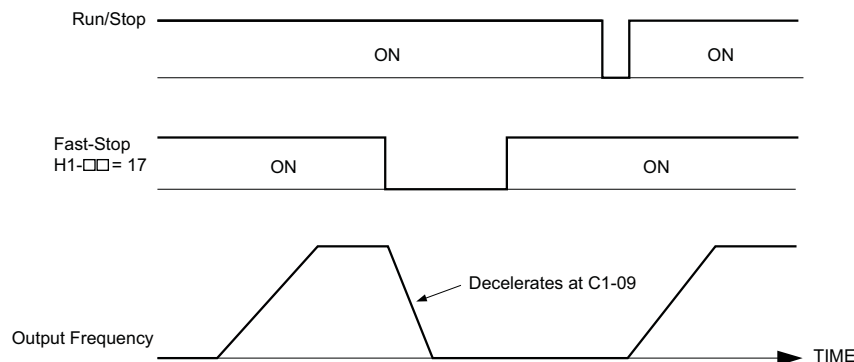 Run/Stop
ON
ON
Fast-Stop
H1-□□= 17
ON
ON
Decelerates at C1-09
Output Frequency
TIME